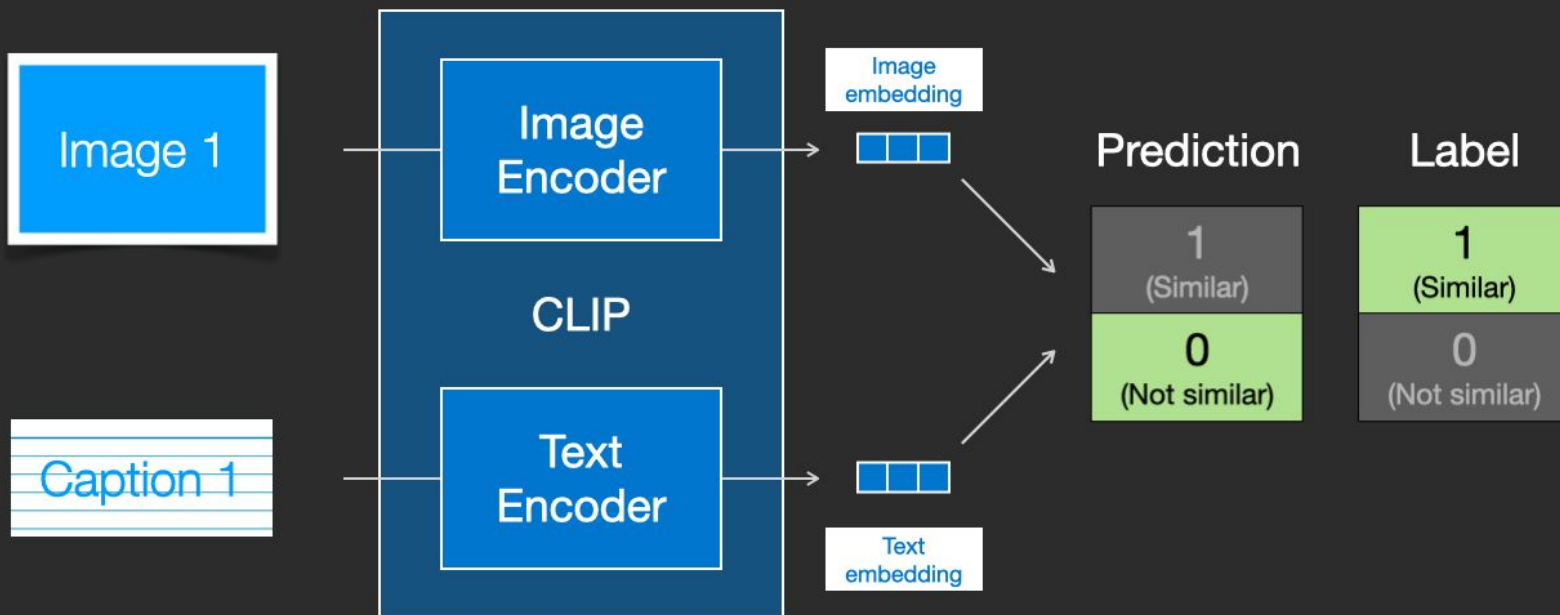 Image 1
Image
Encoder
CLIP
Caption 1
Text
Encoder
Image
embedding
Text
embedding
Prediction
Label
1
(Similar)
0
(Not similar)
1
(Similar)
0
(Not similar)